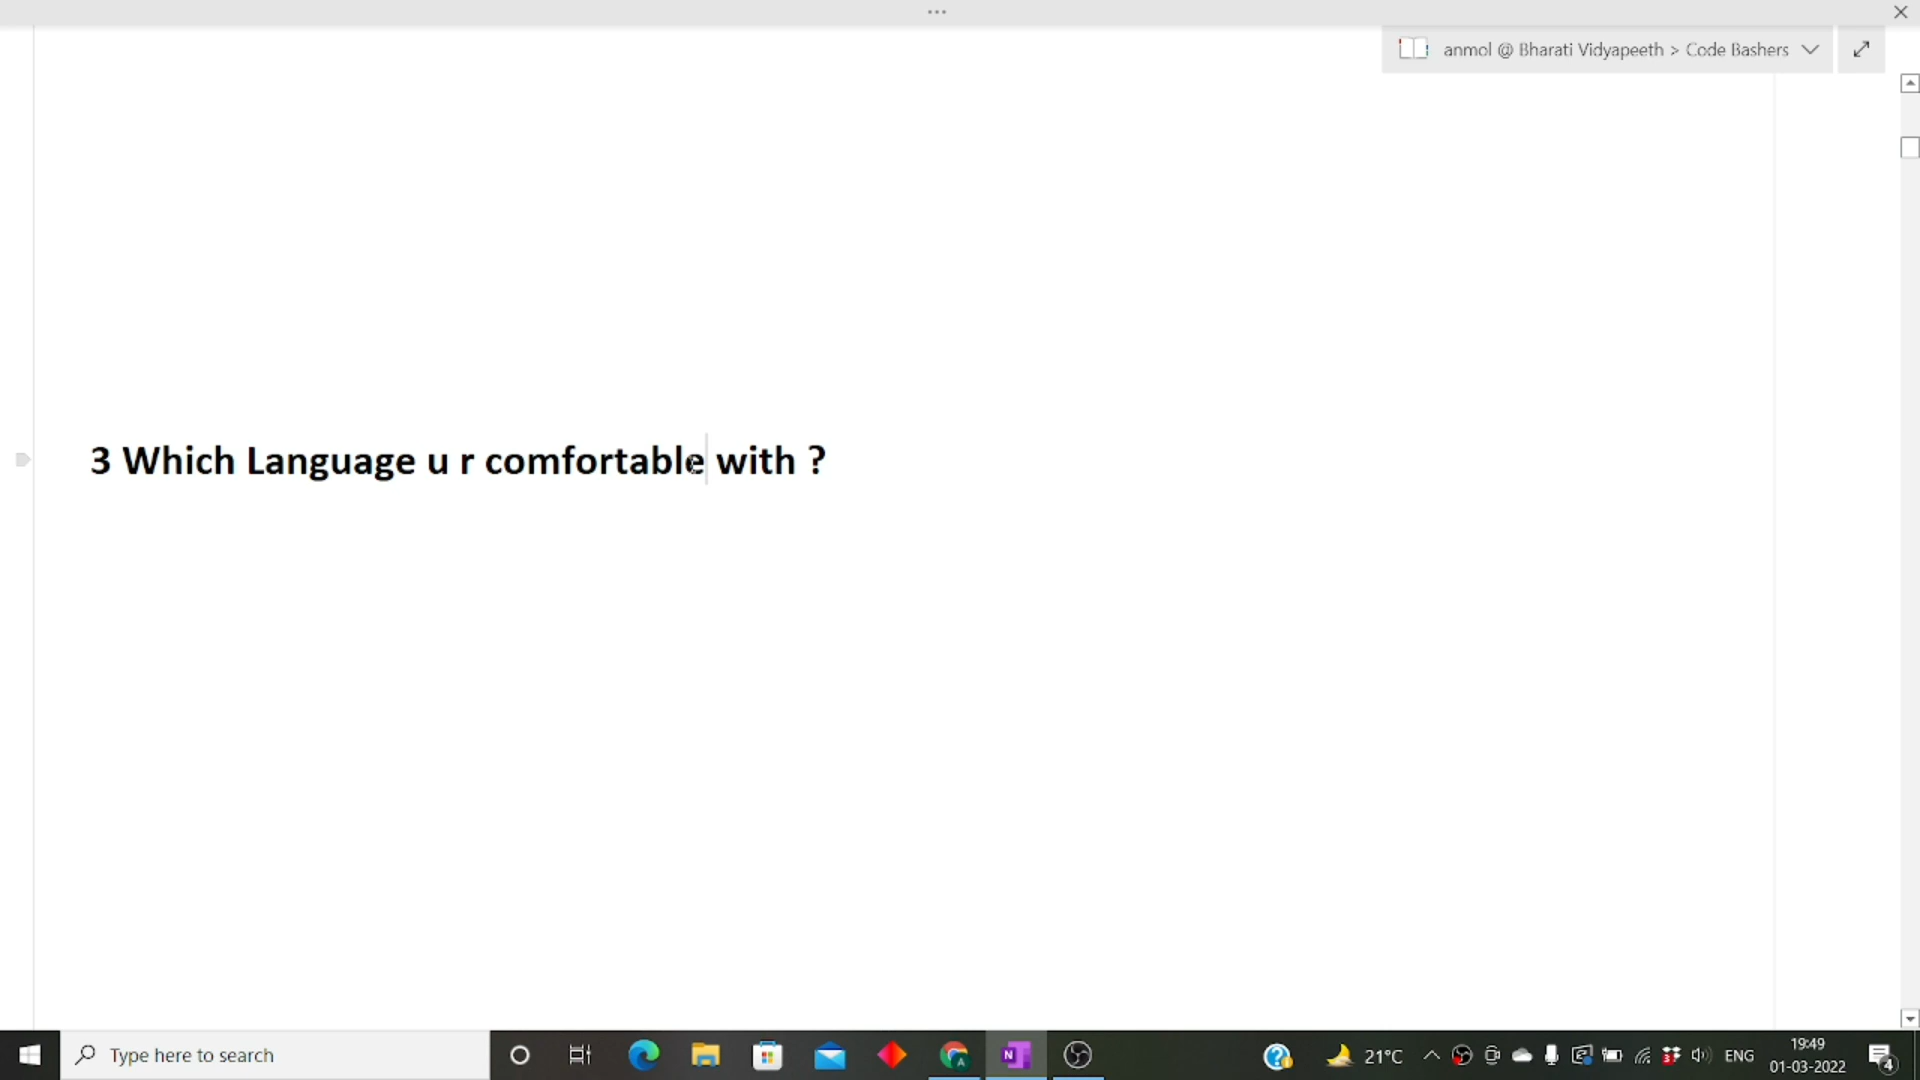 anmol @ Bharati Vidyapeeth > Code Bashers
3 Which Language u r comfortable with ?
Type here to search
21°C
ENG
19:49
01-03-2022
4